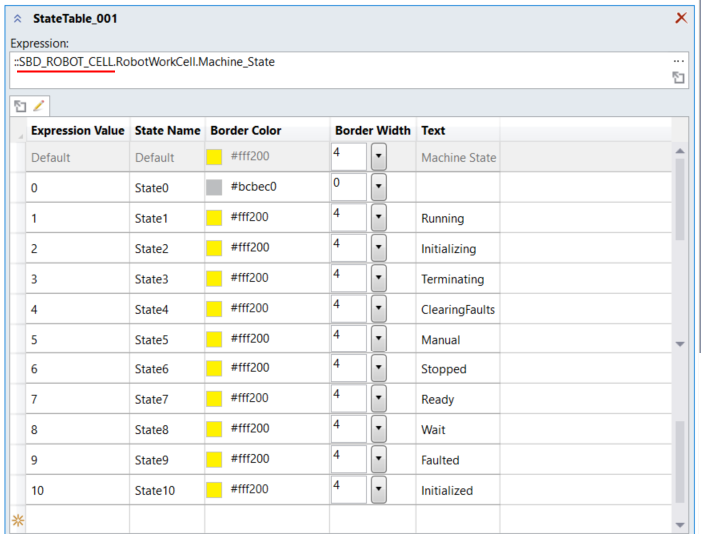 StateTable_001
Expression:
::SBD_ROBOT_CELL.RobotWorkCell.Machine_State
...
Expression Value State Name Border Color Border Width Text
Default Default #fff200 4 Machine State
0 State0 #bcbec0 0
1 State1 #fff200 4 Running
2 State2 #fff200 4 Initializing
3 State3 #fff200 4 Terminating
4 State4 #fff200 4 ClearingFaults
5 State5 #fff200 4 Manual
6 State6 #fff200 4 Stopped
7 State7 #fff200 4 Ready
8 State8 #fff200 4 Wait
9 State9 #fff200 4 Faulted
10 State10 #fff200 4 Initialized